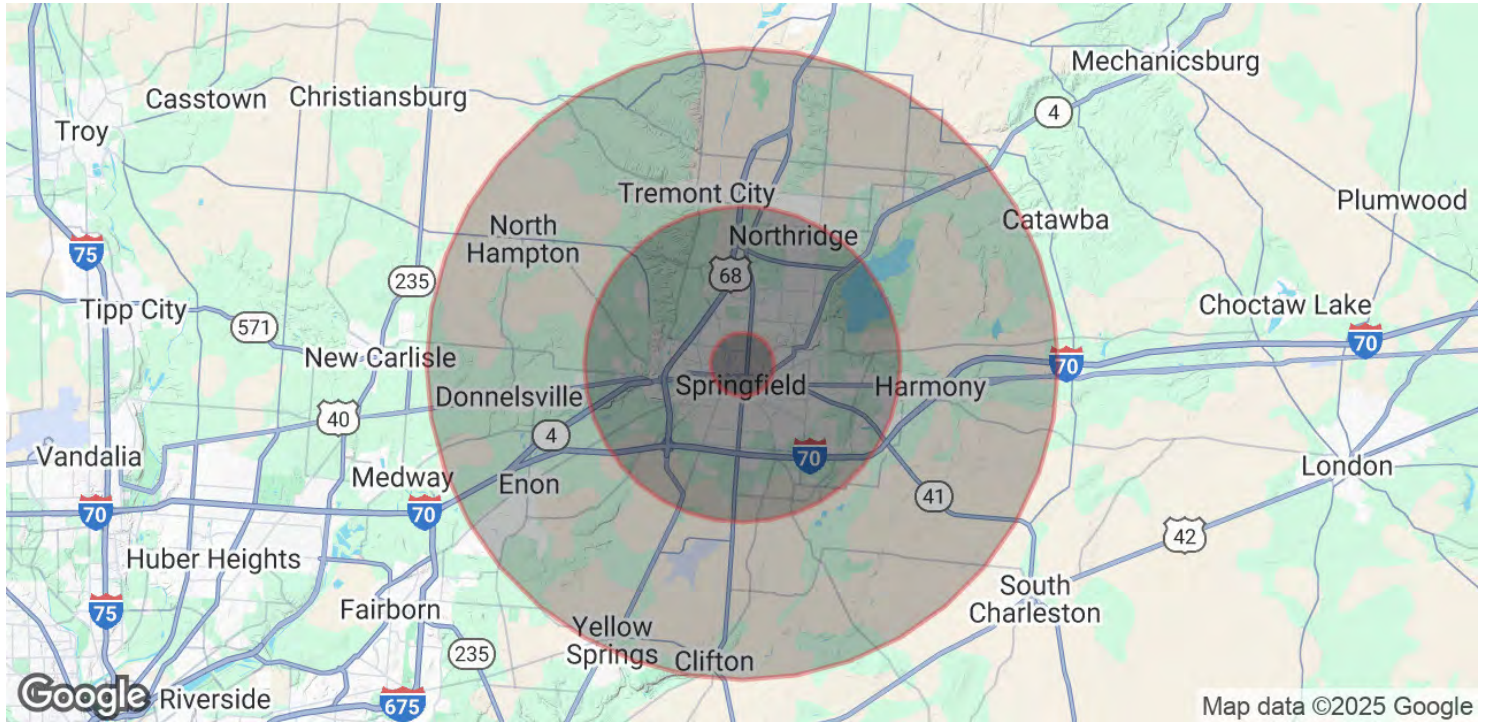 Mechanicsburg
Casstown
Christiansburg
4
Troy
Tremont City
Plumwood
North
Hampton
Catawba
Northridge
75
235
68
Tipp City
571
Choctaw Lake
70
New Carlisle
70
Springfield
Harmony
Donnelsville
40
4
Vandalia
70
London
Medway
Enon
41
70
70
42
Huber Heights
South
Charleston
75
Fairborn
Yellow
Springs
235
Clifton
Google
Riverside
675
Map data ©2025 Google